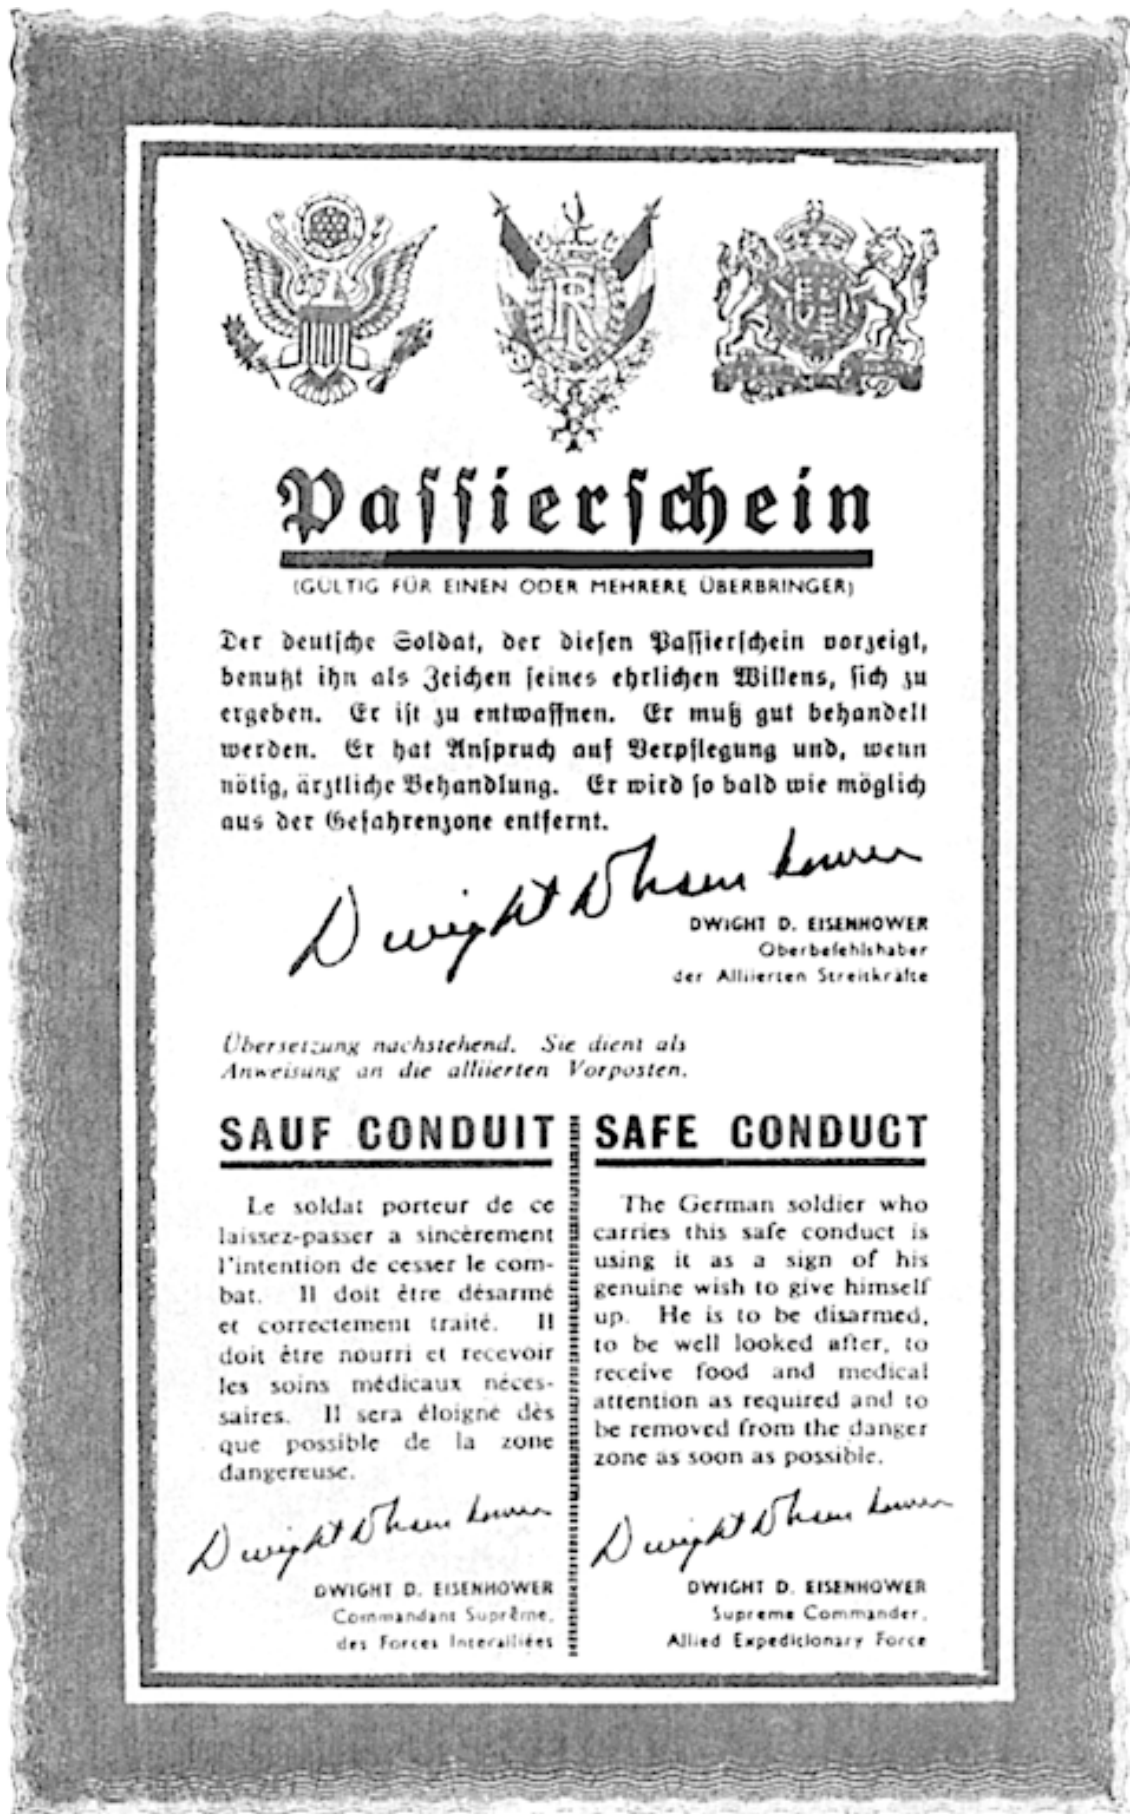 Passierschein
(GÜLTIG FÜR EINEN ODER MEHRERE ÜBERBRINGER)
Der deutsche Soldat, der diesen Passierschein vorzeigt,
benutzt ihn als Zeichen seines ehrlichen Willens, sich zu
ergeben. Er ist zu entwaffnen. Er muß gut behandelt
werden. Er hat Anspruch auf Verpflegung und, wenn
nötig, ärztliche Behandlung. Er wird so bald wie möglich
aus der Gefahrenzone entfernt.
Dwight D Eisenhower
DWIGHT D. EISENHOWER
Oberbefehlshaber
der Alliierten Streitkräfte
Übersetzung nachstehend. Sie dient als
Anweisung an die alliierten Vorposten.
SAUF CONDUIT
Le soldat porteur de ce
laissez-passer a sincèrement
l'intention de cesser le com-
bat. Il doit être désarmé
et correctement traité. Il
doit être nourri et recevoir
les soins médicaux néces-
saires. Il sera éloigné dès
que possible de la zone
dangereuse.
Dwight D Eisenhower
DWIGHT D. EISENHOWER
Commandant Suprême,
des Forces Interalliées
SAFE CONDUCT
The German soldier who
carries this safe conduct is
using it as a sign of his
genuine wish to give himself
up. He is to be disarmed,
to be well looked after, to
receive food and medical
attention as required and to
be removed from the danger
zone as soon as possible.
Dwight D Eisenhower
DWIGHT D. EISENHOWER
Supreme Commander,
Allied Expeditionary Force